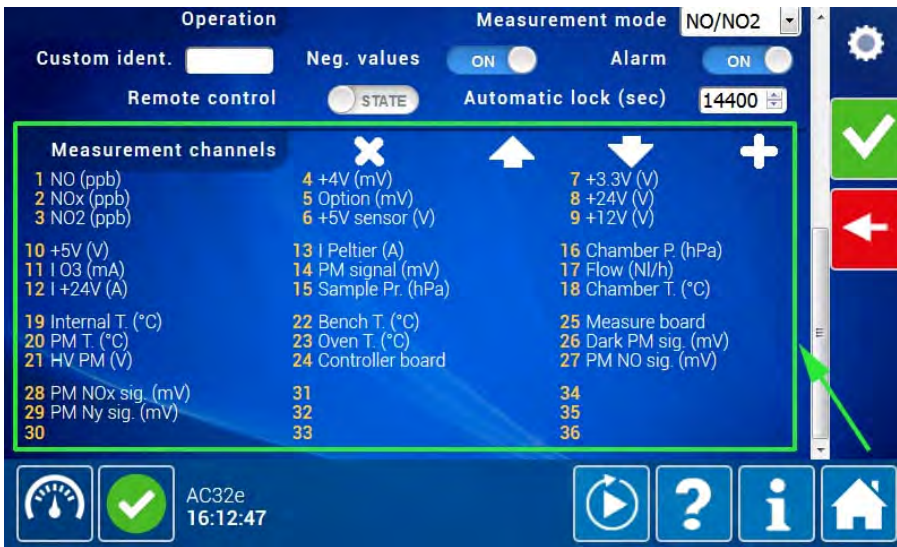 Operation Measurement mode NO/NO2
Custom ident. Neg. values ON Alarm ON
Remote control STATE Automatic lock (sec) 14400
Measurement channels
1 NO (ppb) 4 +4V (mV) 7 +3.3V (V)
2 NOx (ppb) 5 Option (mV) 8 +24V (V)
3 NO2 (ppb) 6 +5V sensor (V) 9 +12V (V)
10 +5V (V) 13 I Peltier (A) 16 Chamber P. (hPa)
11 I O3 (mA) 14 PM signal (mV) 17 Flow (Nl/h)
12 I +24V (A) 15 Sample Pr. (hPa) 18 Chamber T. (°C)
19 Internal T. (°C) 22 Bench T. (°C) 25 Measure board
20 PM T. (°C) 23 Oven T. (°C) 26 Dark PM sig. (mV)
21 HV PM (V) 24 Controller board 27 PM NO sig. (mV)
28 PM NOx sig. (mV) 31 34
29 PM Ny sig. (mV) 32 35
30 33 36
AC32e
16:12:47